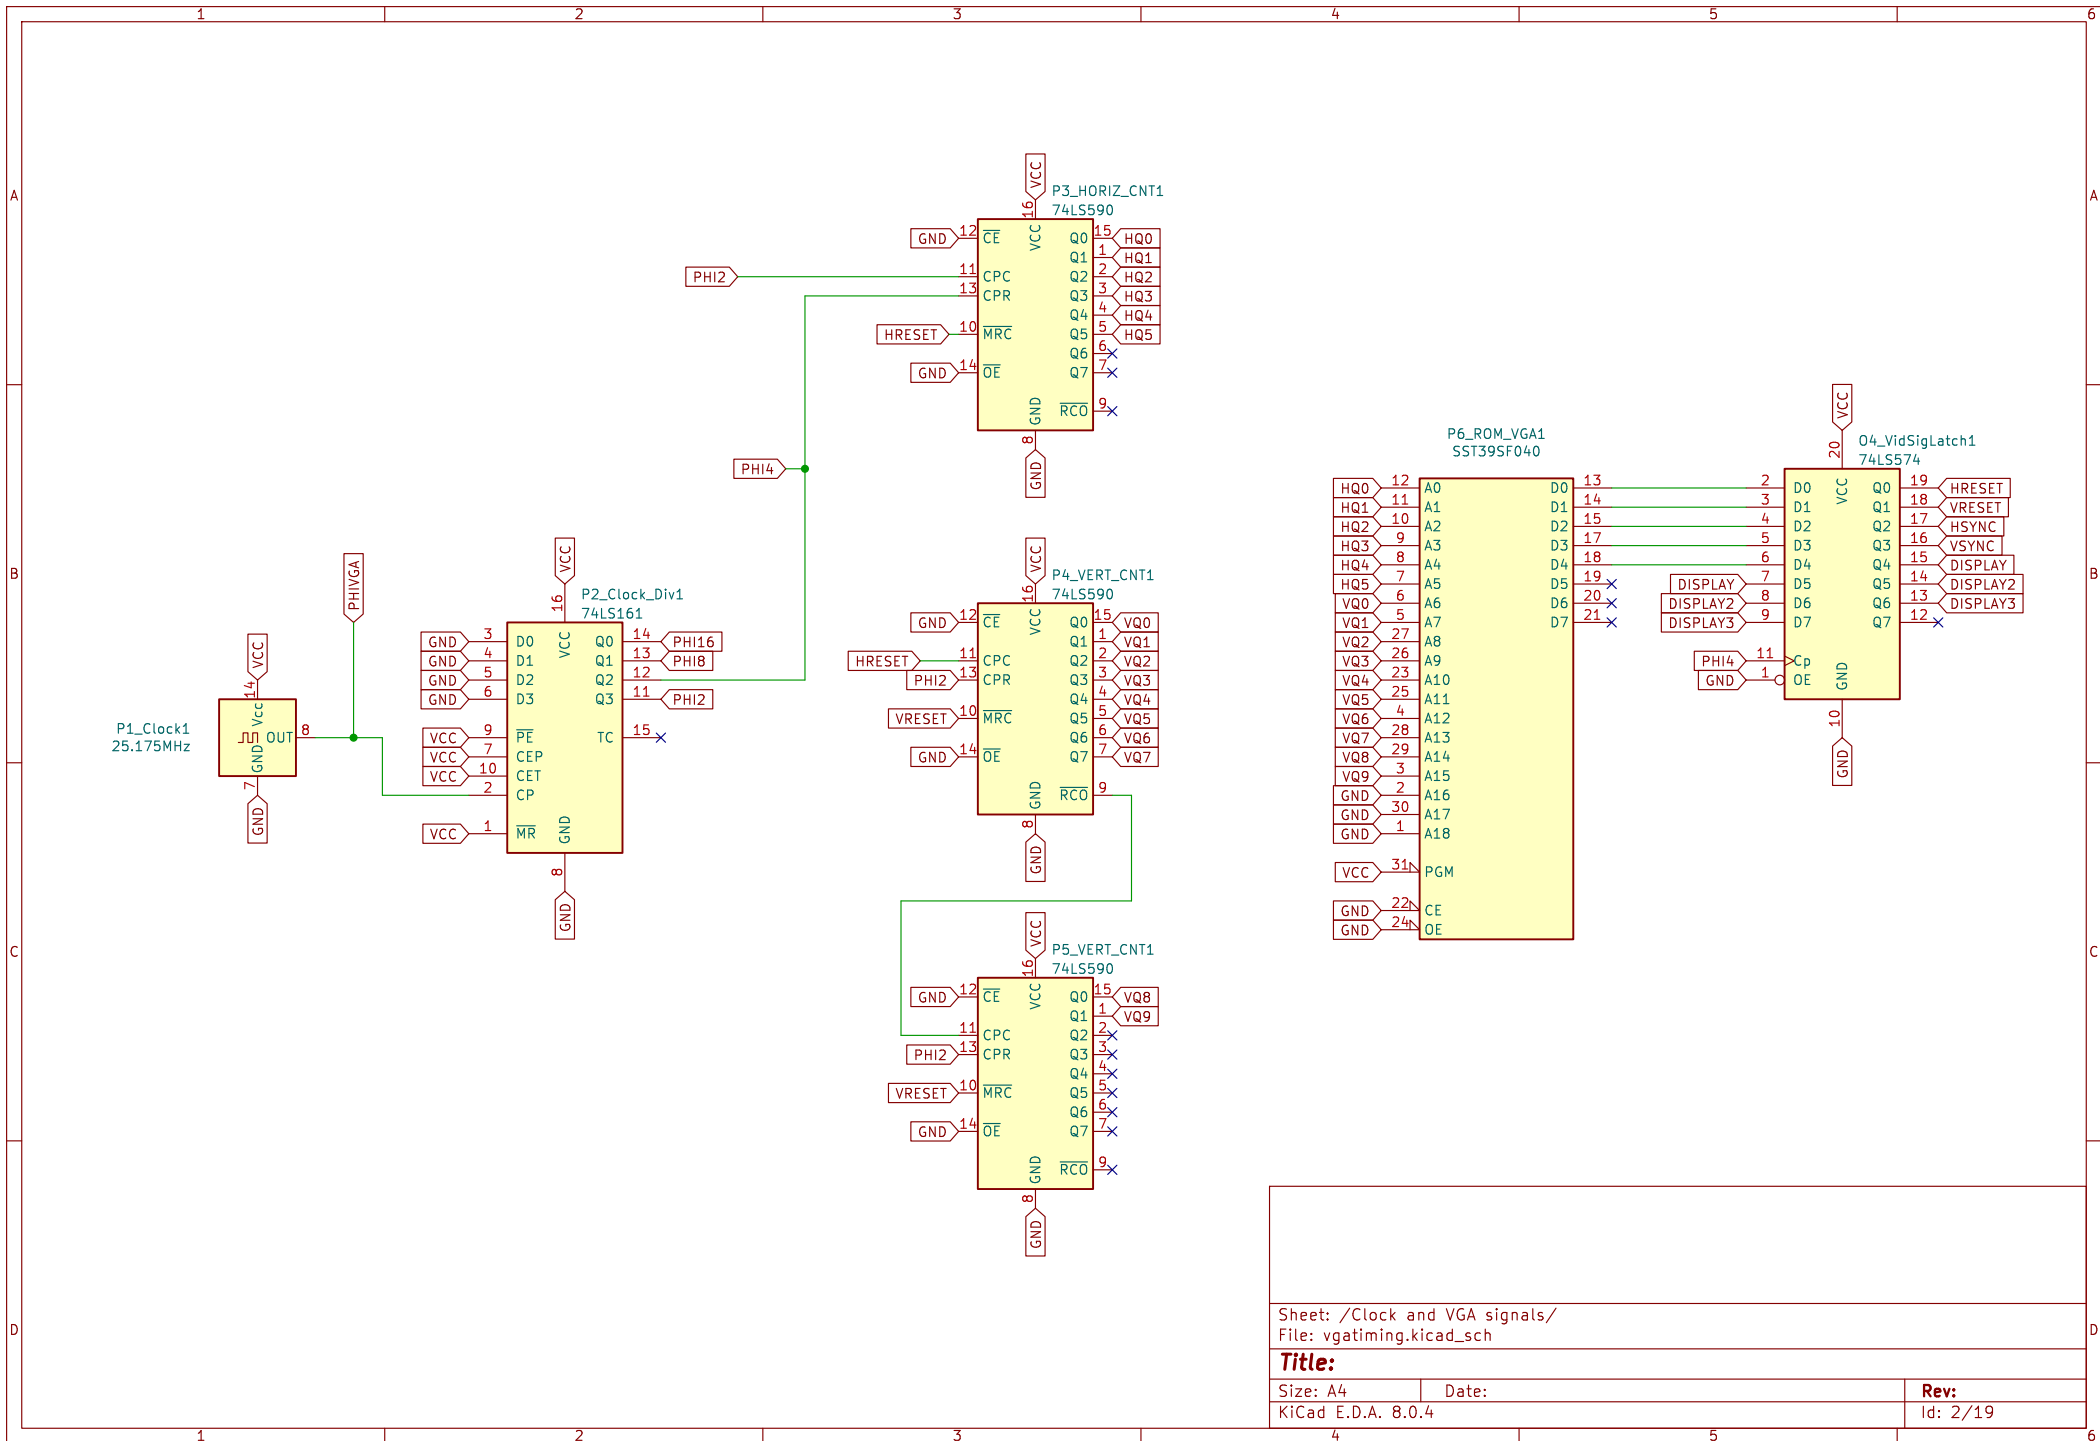 1 2 3 4 5 6
A
B
C
D
A
B
C
D
1 2 3 4 5 6
P1_Clock1
25.175MHz
VCC
14
Vcc
OUT
8
GND
7
GND
PHIVGA
P2_Clock_Div1
74LS161
VCC
16
VCC
GND 3 D0 Q0 14 PHI16
GND 4 D1 Q1 13 PHI8
GND 5 D2 Q2 12
GND 6 D3 Q3 11 PHI2
VCC 9 PE TC 15
VCC 7 CEP
VCC 10 CET
2 CP
VCC 1 MR
GND
8
GND
PHI4
P3_HORIZ_CNT1
74LS590
VCC
16
VCC
GND 12 CE Q0 15 HQ0
Q1 1 HQ1
PHI2 11 CPC Q2 2 HQ2
13 CPR Q3 3 HQ3
Q4 4 HQ4
HRESET 10 MRC Q5 5 HQ5
Q6 6
GND 14 OE Q7 7
RCO 9
GND
8
GND
P4_VERT_CNT1
74LS590
VCC
16
VCC
GND 12 CE Q0 15 VQ0
Q1 1 VQ1
HRESET 11 CPC Q2 2 VQ2
PHI2 13 CPR Q3 3 VQ3
Q4 4 VQ4
VRESET 10 MRC Q5 5 VQ5
Q6 6 VQ6
GND 14 OE Q7 7 VQ7
RCO 9
GND
8
GND
P5_VERT_CNT1
74LS590
VCC
16
VCC
GND 12 CE Q0 15 VQ8
Q1 1 VQ9
11 CPC Q2 2
PHI2 13 CPR Q3 3
Q4 4
VRESET 10 MRC Q5 5
Q6 6
GND 14 OE Q7 7
RCO 9
GND
8
GND
P6_ROM_VGA1
SST39SF040
HQ0 12 A0 D0 13
HQ1 11 A1 D1 14
HQ2 10 A2 D2 15
HQ3 9 A3 D3 17
HQ4 8 A4 D4 18
HQ5 7 A5 D5 19
VQ0 6 A6 D6 20
VQ1 5 A7 D7 21
VQ2 27 A8
VQ3 26 A9
VQ4 23 A10
VQ5 25 A11
VQ6 4 A12
VQ7 28 A13
VQ8 29 A14
VQ9 3 A15
GND 2 A16
GND 30 A17
GND 1 A18
VCC 31 PGM
GND 22 CE
GND 24 OE
O4_VidSigLatch1
74LS574
VCC
20
VCC
2 D0 Q0 19 HRESET
3 D1 Q1 18 VRESET
4 D2 Q2 17 HSYNC
5 D3 Q3 16 VSYNC
6 D4 Q4 15 DISPLAY
DISPLAY 7 D5 Q5 14 DISPLAY2
DISPLAY2 8 D6 Q6 13 DISPLAY3
DISPLAY3 9 D7 Q7 12
PHI4 11 Cp
GND 1 OE
GND
10
GND
Sheet: /Clock and VGA signals/
File: vgatiming.kicad_sch
Title:
Size: A4 Date: Rev:
KiCad E.D.A. 8.0.4 Id: 2/19